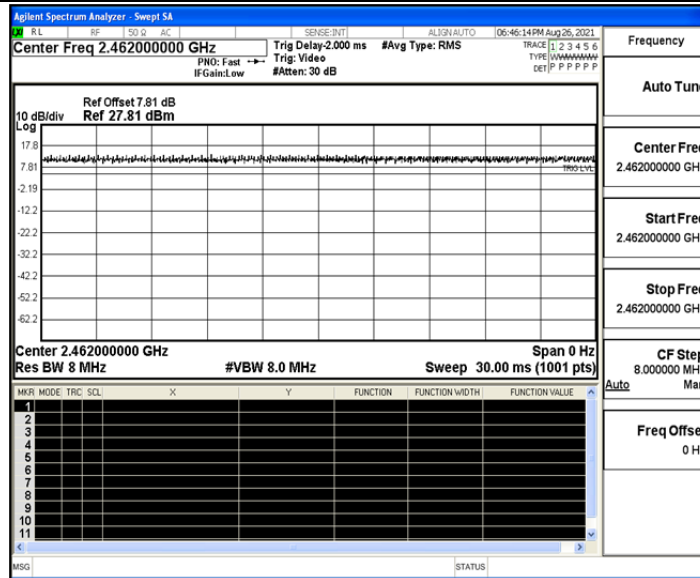 Agilent Spectrum Analyzer - Swept SA
RL RF 50 Ω AC SENSE:INT ALIGN AUTO 06:46:14 PM Aug 26, 2021
Center Freq 2.462000000 GHz
PNO: Fast
IFGain:Low
Trig Delay-2.000 ms
Trig: Video
#Atten: 30 dB
#Avg Type: RMS
TRACE 1 2 3 4 5 6
TYPE WWWWWW
DET P P P P P P
Ref Offset 7.81 dB
10 dB/div Ref 27.81 dBm
Log
17.8
7.81
-2.19
-12.2
-22.2
-32.2
-42.2
-52.2
-62.2
TRIG LVL
Center 2.462000000 GHz Span 0 Hz
Res BW 8 MHz #VBW 8.0 MHz Sweep 30.00 ms (1001 pts)
MKR MODE TRC SCL X Y FUNCTION FUNCTION WIDTH FUNCTION VALUE
1
2
3
4
5
6
7
8
9
10
11
MSG STATUS
Frequency
Auto Tun
Center Fre
2.462000000 GH
Start Fre
2.462000000 GH
Stop Fre
2.462000000 GH
CF Step
8.000000 MH
Auto Ma
Freq Offse
0 H